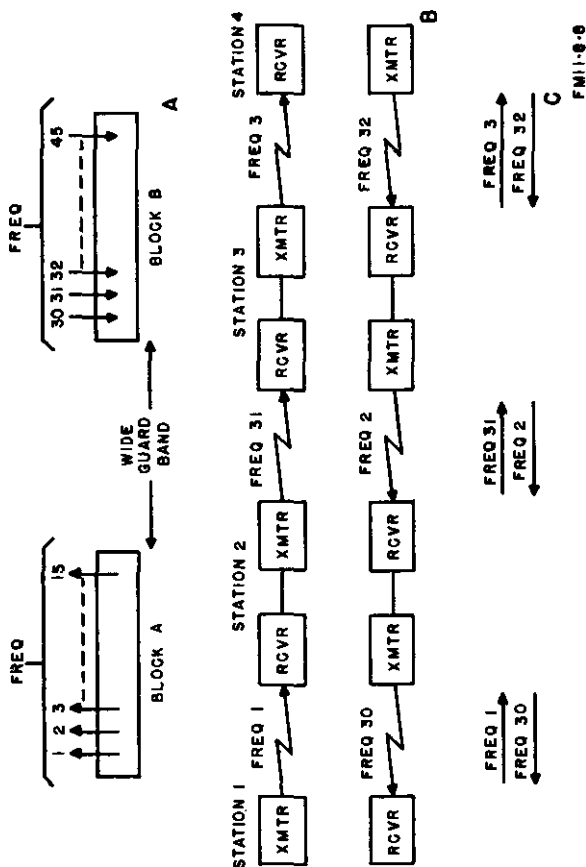 FREQ
FREQ
1 2 3 15
30 31 32 45
WIDE
GUARD
BAND
BLOCK A
BLOCK B
A
STATION 1
STATION 2
STATION 3
STATION 4
XMTR
FREQ 1
RCVR
XMTR
FREQ 31
RCVR
XMTR
FREQ 3
RCVR
RCVR
FREQ 30
XMTR
RCVR
FREQ 2
XMTR
RCVR
FREQ 32
XMTR
B
FREQ 1
FREQ 30
FREQ 31
FREQ 2
FREQ 3
FREQ 32
C
FM11-8-8